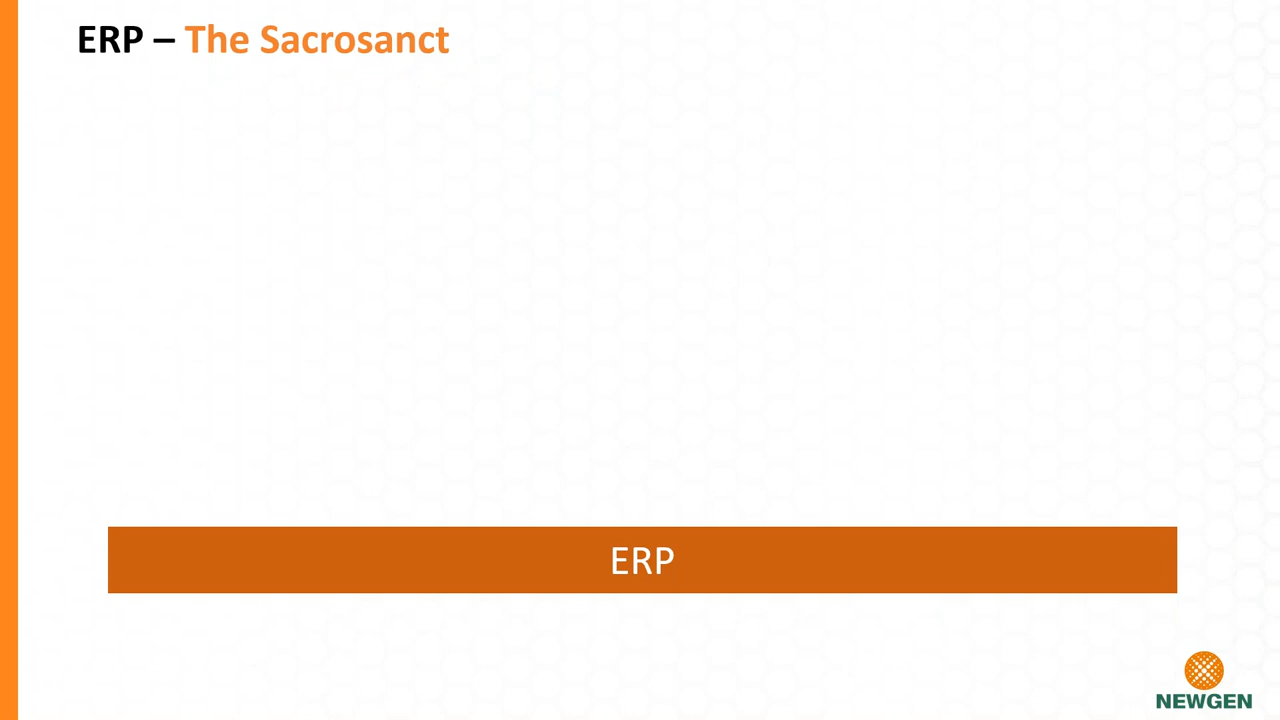 ERP – The Sacrosanct
ERP
NEWGEN